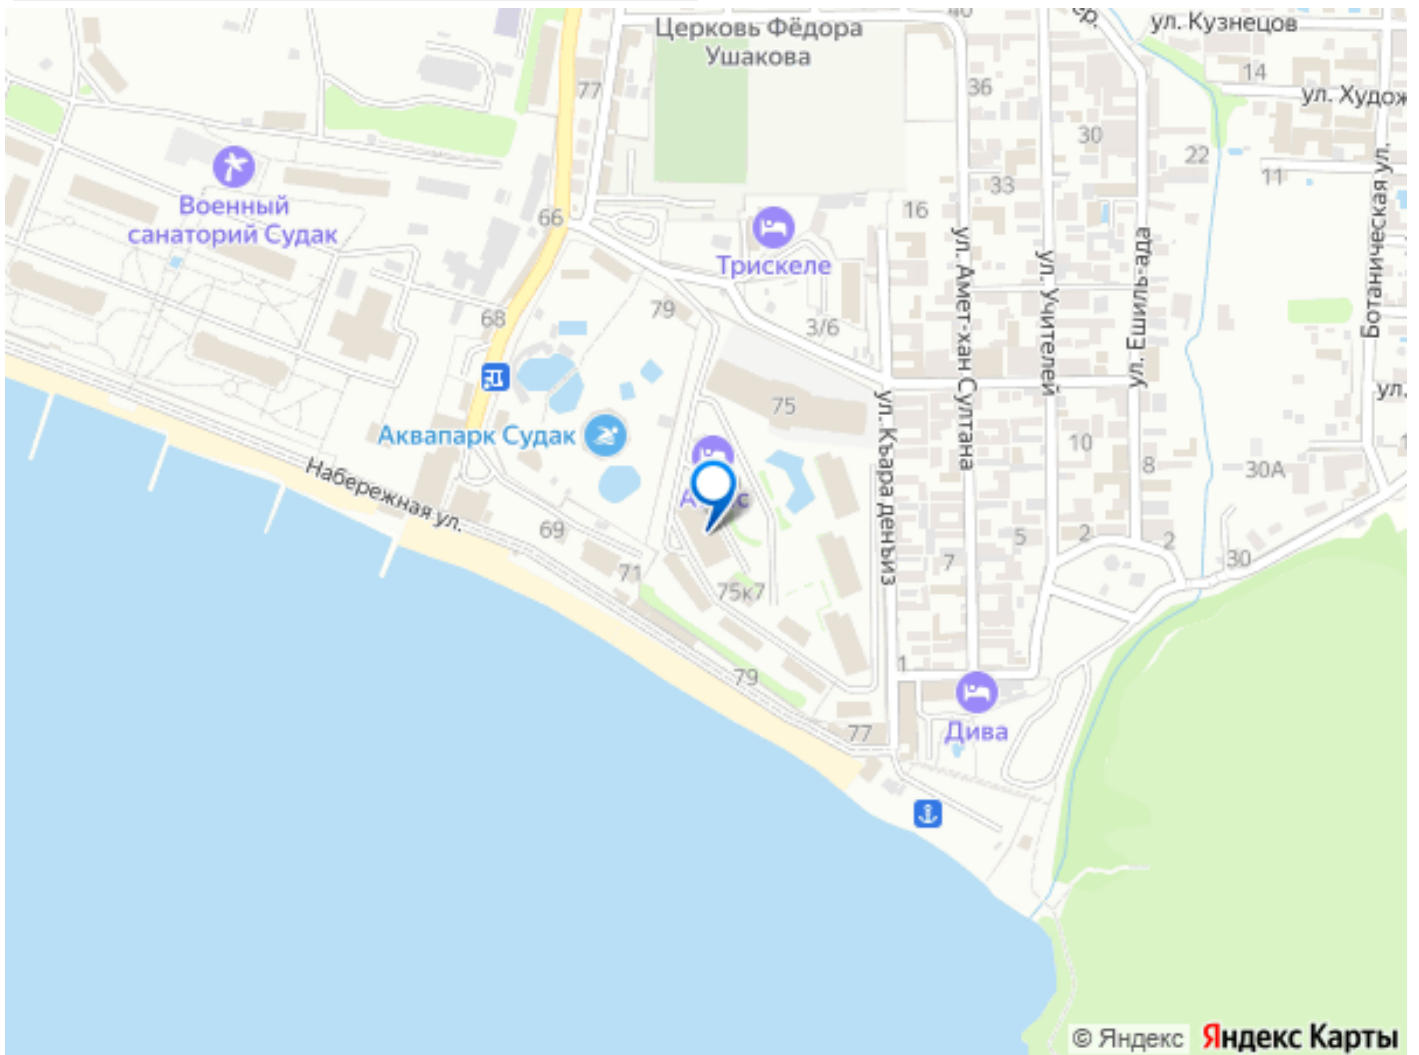 Церковь Фёдора
Ушакова
40
ул. Кузнецов
77
36
14
ул. Худож
30
22
11
33
16
Военный
санаторий Судак
66
Трискеле
ул. Амет-хан Султана
ул. Учителей
ул. Ешиль-ада
Ботаническая ул.
79
68
3/6
75
ул. Къара денъиз
ул.
Аквапарк Судак
10
8
30А
1
Набережная ул.
69
71
75к7
7
5
2
2
30
79
1
77
Дива
© Яндекс
Яндекс Карты